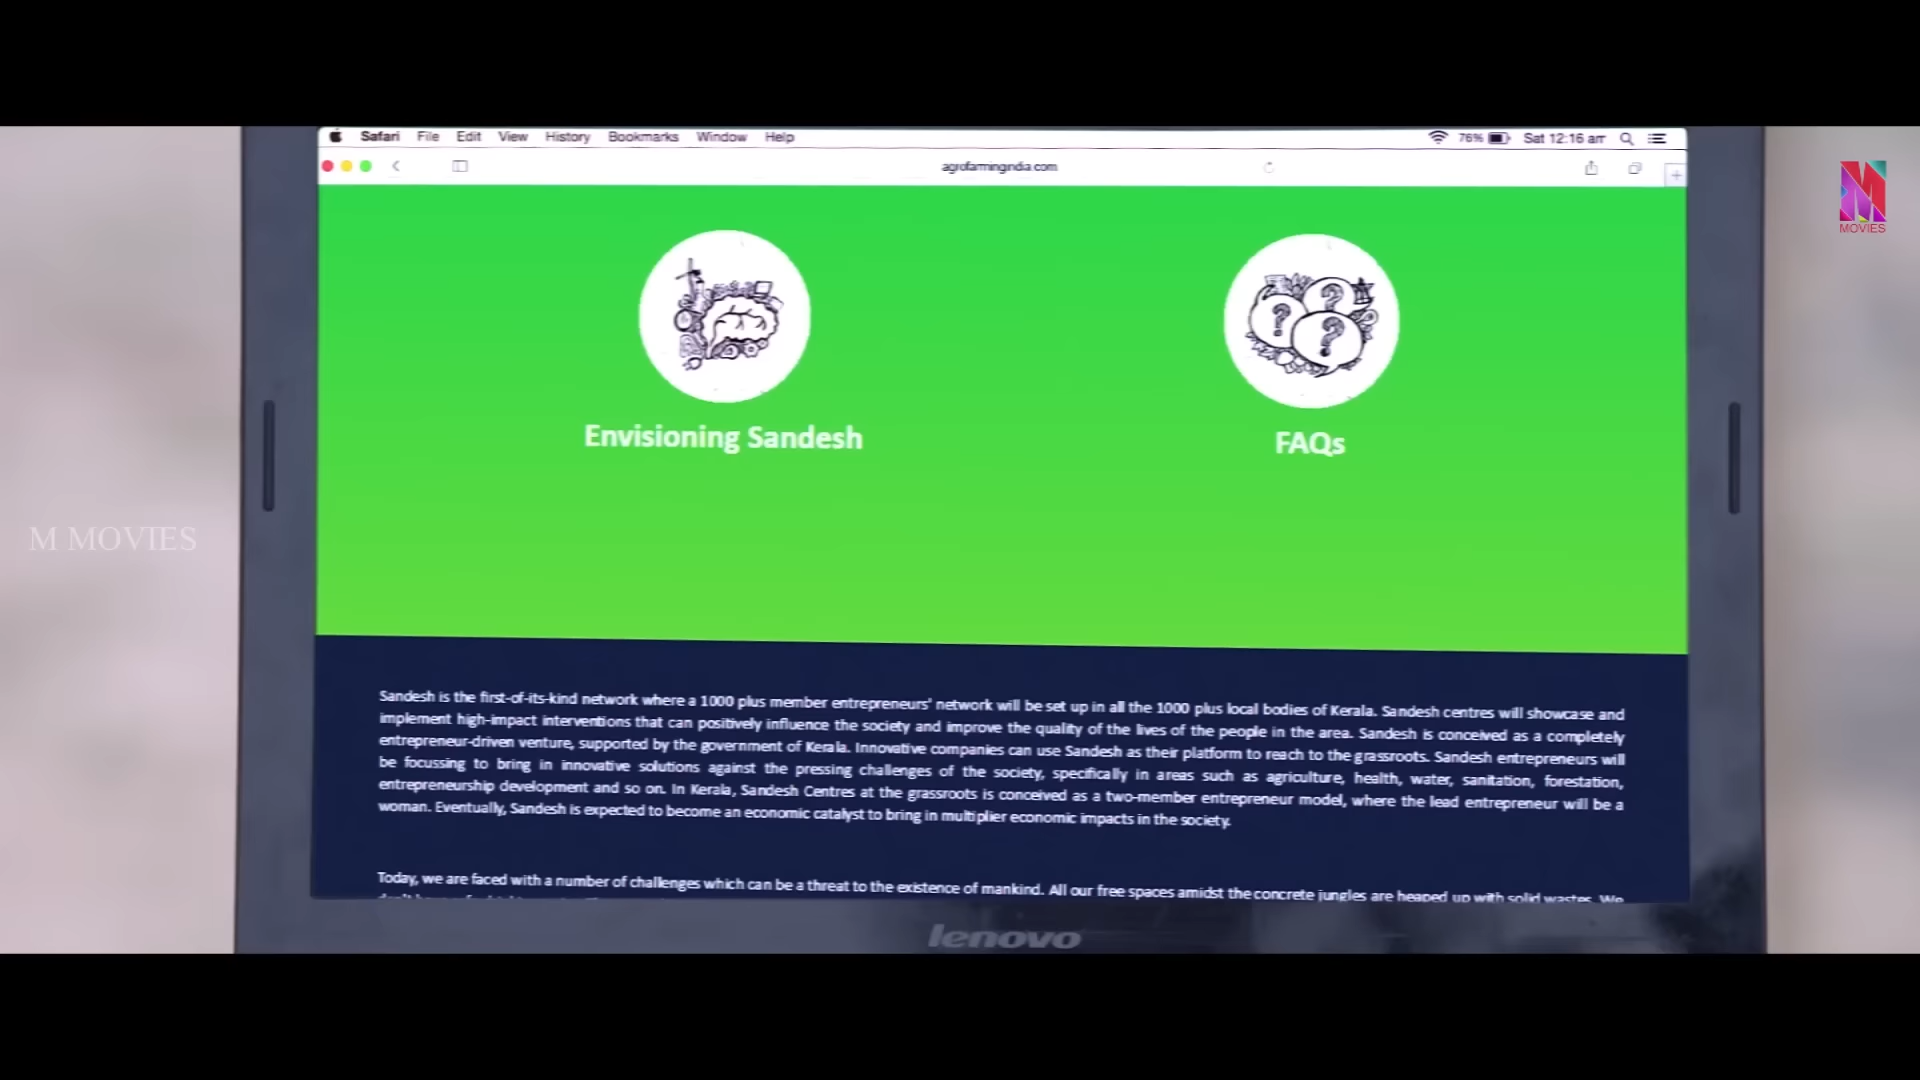 Safari File Edit View History Bookmarks Window Help 76% Sat 12:16 am
agrofarmingindia.com
M
MOVIES
Envisioning Sandesh
FAQs
M MOVIES
Sandesh is the first-of-its-kind network where a 1000 plus member entrepreneurs' network will be set up in all the 1000 plus local bodies of Kerala. Sandesh centres will showcase and
implement high-impact interventions that can positively influence the society and improve the quality of the lives of the people in the area. Sandesh is conceived as a completely
entrepreneur-driven venture, supported by the government of Kerala. Innovative companies can use Sandesh as their platform to reach to the grassroots. Sandesh entrepreneurs will
be focussing to bring in innovative solutions against the pressing challenges of the society, specifically in areas such as agriculture, health, water, sanitation, forestation,
entrepreneurship development and so on. In Kerala, Sandesh Centres at the grassroots is conceived as a two-member entrepreneur model, where the lead entrepreneur will be a
woman. Eventually, Sandesh is expected to become an economic catalyst to bring in multiplier economic impacts in the society.
Today, we are faced with a number of challenges which can be a threat to the existence of mankind. All our free spaces amidst the concrete jungles are heaped up with solid wastes. We
lenovo